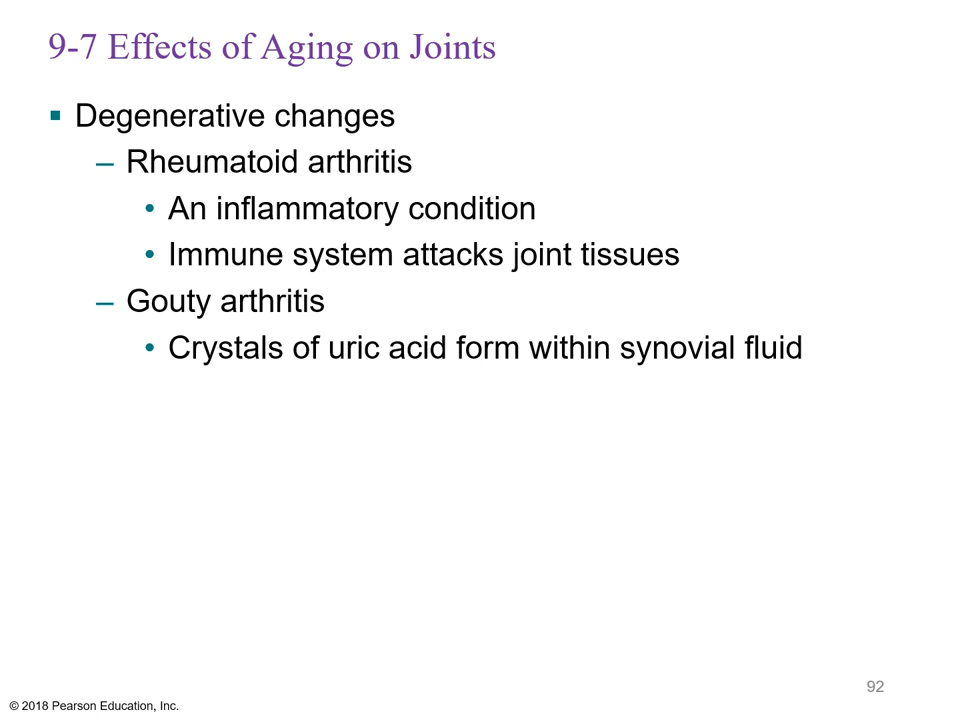 9-7 Effects of Aging on Joints
▪ Degenerative changes
– Rheumatoid arthritis
• An inflammatory condition
• Immune system attacks joint tissues
– Gouty arthritis
• Crystals of uric acid form within synovial fluid
92
© 2018 Pearson Education, Inc.